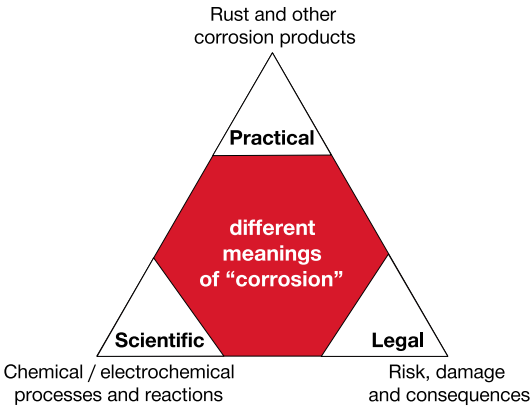 Rust and other
corrosion products
Practical
different
meanings
of “corrosion”
Scientific
Legal
Chemical / electrochemical
processes and reactions
Risk, damage
and consequences